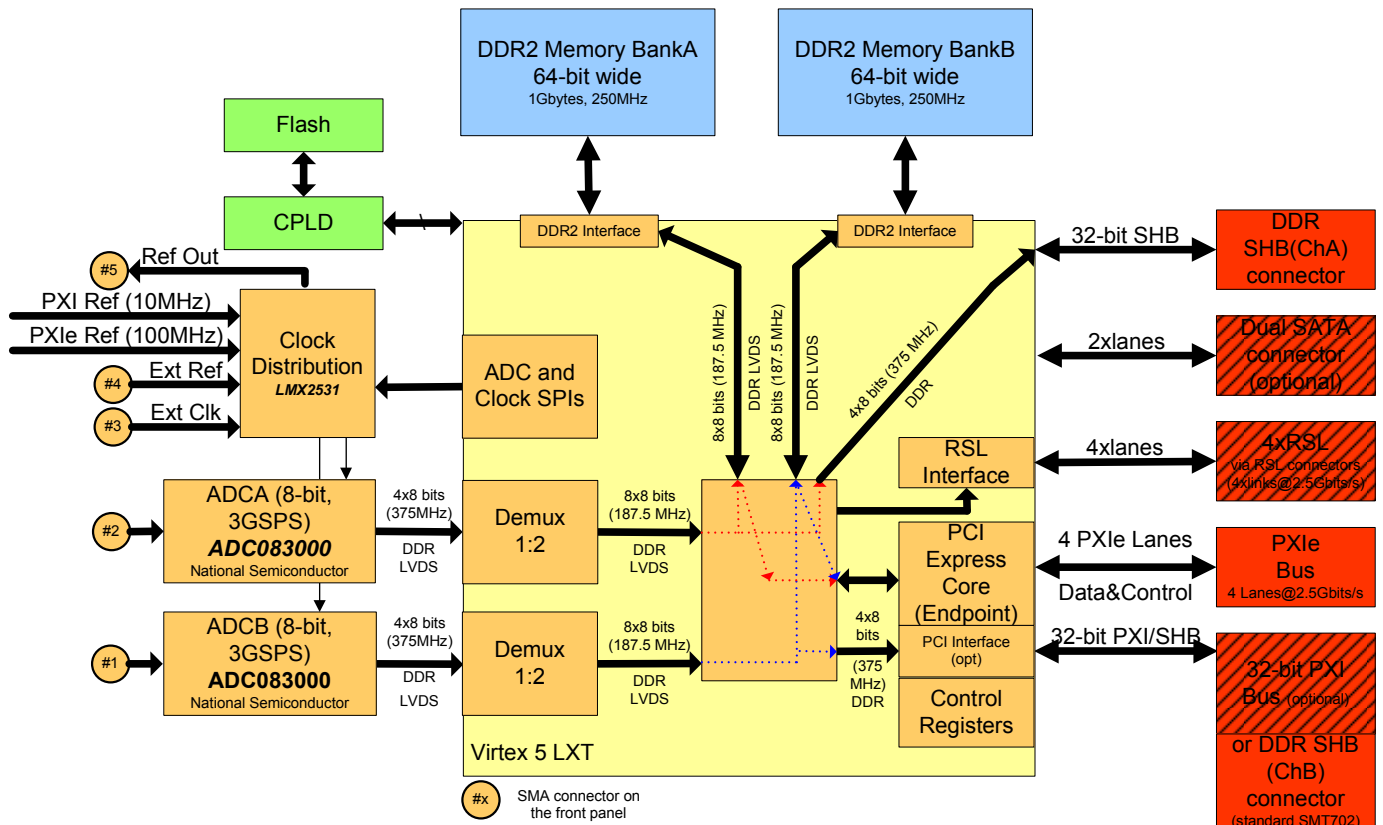 DDR2 Memory BankA
64-bit wide
1Gbytes, 250MHz
DDR2 Memory BankB
64-bit wide
1Gbytes, 250MHz
Flash
CPLD
DDR2 Interface
DDR2 Interface
#5
Ref Out
PXI Ref (10MHz)
PXIe Ref (100MHz)
#4
Ext Ref
#3
Ext Clk
Clock
Distribution
LMX2531
ADC and
Clock SPIs
8x8 bits (187.5 MHz)
DDR LVDS
8x8 bits (187.5 MHz)
DDR LVDS
4x8 bits (375 MHz)
DDR
32-bit SHB
DDR
SHB(ChA)
connector
2xlanes
Dual SATA
connector
(optional)
RSL
Interface
4xlanes
4xRSL
via RSL connectors
(4xlinks@2.5Gbits/s)
#2
ADCA (8-bit,
3GSPS)
ADC083000
National Semiconductor
4x8 bits
(375MHz)
DDR
LVDS
Demux
1:2
8x8 bits
(187.5 MHz)
DDR
LVDS
PCI
Express
Core
(Endpoint)
4 PXIe Lanes
Data&Control
PXIe
Bus
4 Lanes@2.5Gbits/s
#1
ADCB (8-bit,
3GSPS)
ADC083000
National Semiconductor
4x8 bits
(375MHz)
DDR
LVDS
Demux
1:2
8x8 bits
(187.5 MHz)
DDR
LVDS
4x8
bits
(375
MHz)
DDR
PCI Interface
(opt)
32-bit PXI/SHB
Control
Registers
32-bit PXI
Bus (optional)
or DDR SHB
(ChB)
connector
(standard SMT702)
Virtex 5 LXT
#x
SMA connector on
the front panel